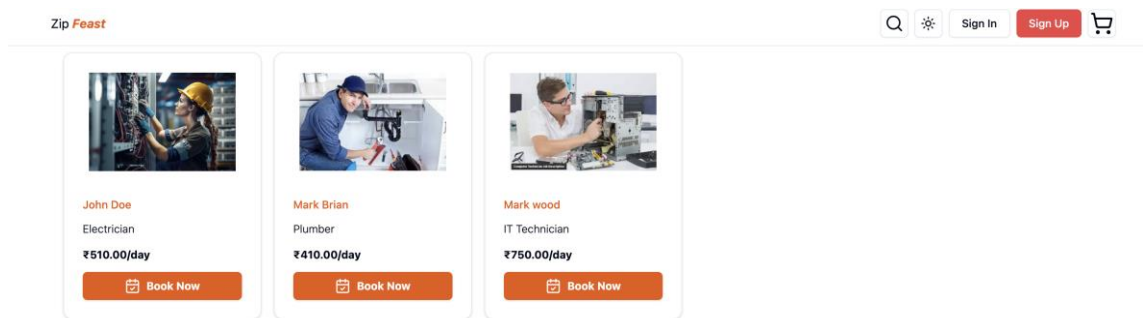 Zip Feast
Sign In
Sign Up
John Doe
Electrician
₹510.00/day
Book Now
Mark Brian
Plumber
₹410.00/day
Book Now
Mark wood
IT Technician
₹750.00/day
Book Now